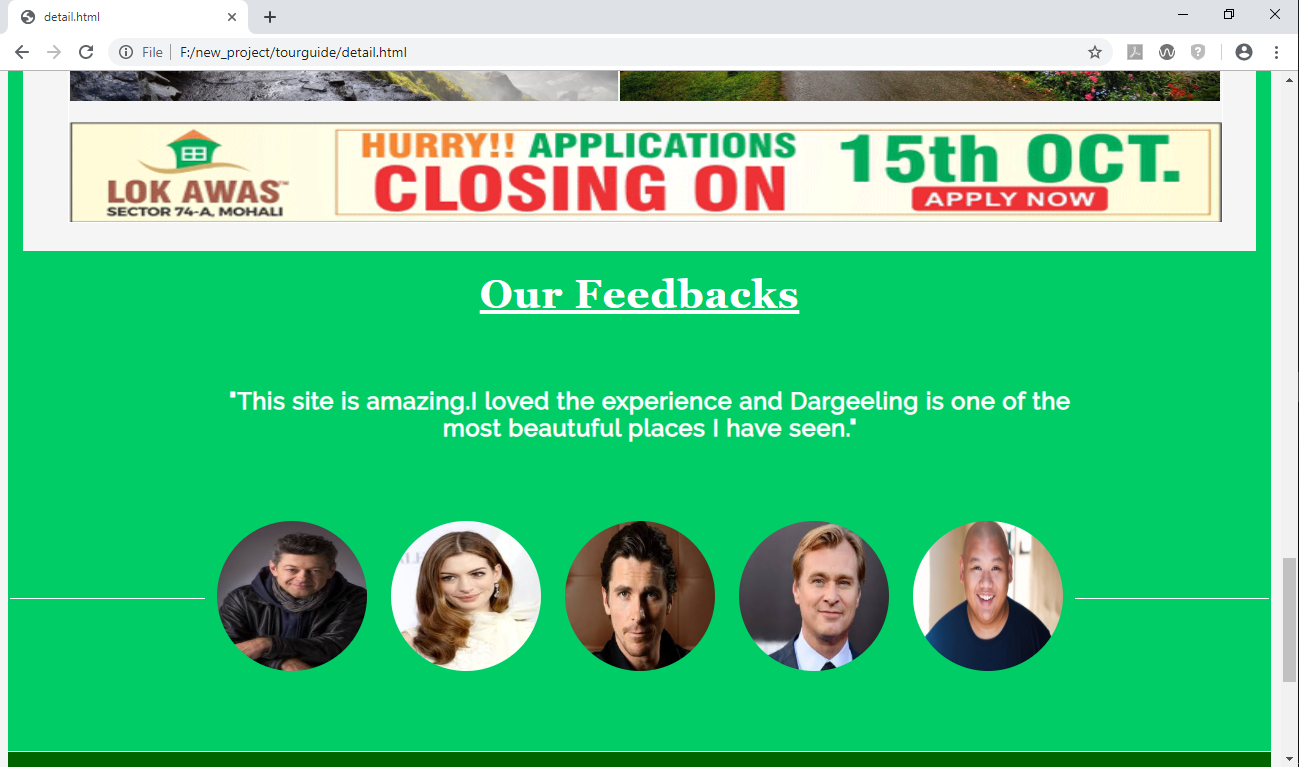 detail.html
File
F:/new_project/tourguide/detail.html
LOK AWAS™
SECTOR 74-A, MOHALI
HURRY!! APPLICATIONS
CLOSING ON
15th OCT.
APPLY NOW
Our Feedbacks
"This site is amazing.I loved the experience and Dargeeling is one of the
most beautuful places I have seen."